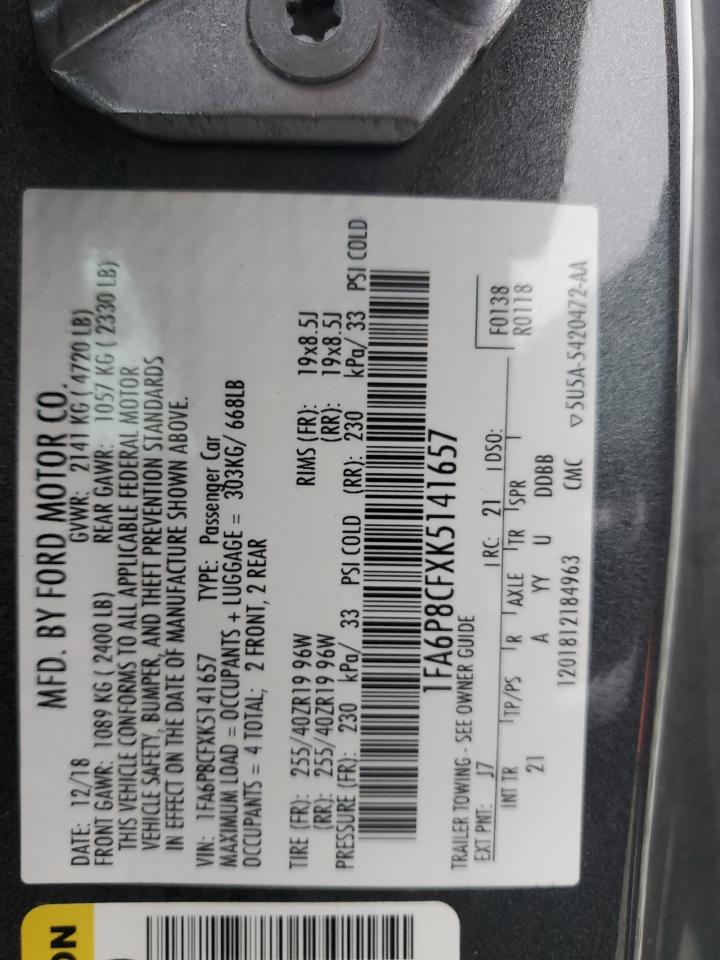 MFD. BY FORD MOTOR CO.
DATE: 12/18 GVWR: 2141 KG ( 4720 LB)
FRONT GAWR: 1089 KG ( 2400 LB) REAR GAWR: 1057 KG ( 2330 LB)
THIS VEHICLE CONFORMS TO ALL APPLICABLE FEDERAL MOTOR
VEHICLE SAFETY, BUMPER, AND THEFT PREVENTION STANDARDS
IN EFFECT ON THE DATE OF MANUFACTURE SHOWN ABOVE.
VIN: 1FA6P8CFXK5141657 TYPE: Passenger Car
MAXIMUM LOAD = OCCUPANTS + LUGGAGE = 303KG/ 668LB
OCCUPANTS = 4 TOTAL; 2 FRONT, 2 REAR
TIRE (FR): 255/40ZR19 96W RIMS (FR): 19x8.5J
(RR): 255/40ZR19 96W (RR): 19x8.5J
PRESSURE (FR): 230 kPa/ 33 PSI COLD (RR): 230 kPa/ 33 PSI COLD
1FA6P8CFXK5141657
TRAILER TOWING - SEE OWNER GUIDE
EXT PNT: J7 RC: 21 DSO: F0138
R0118
INT TR TP/PS R AXLE TR SPR
21 A YY U DDBB
1201812184963 CMC ▽5U5A-5420472-AA
ON